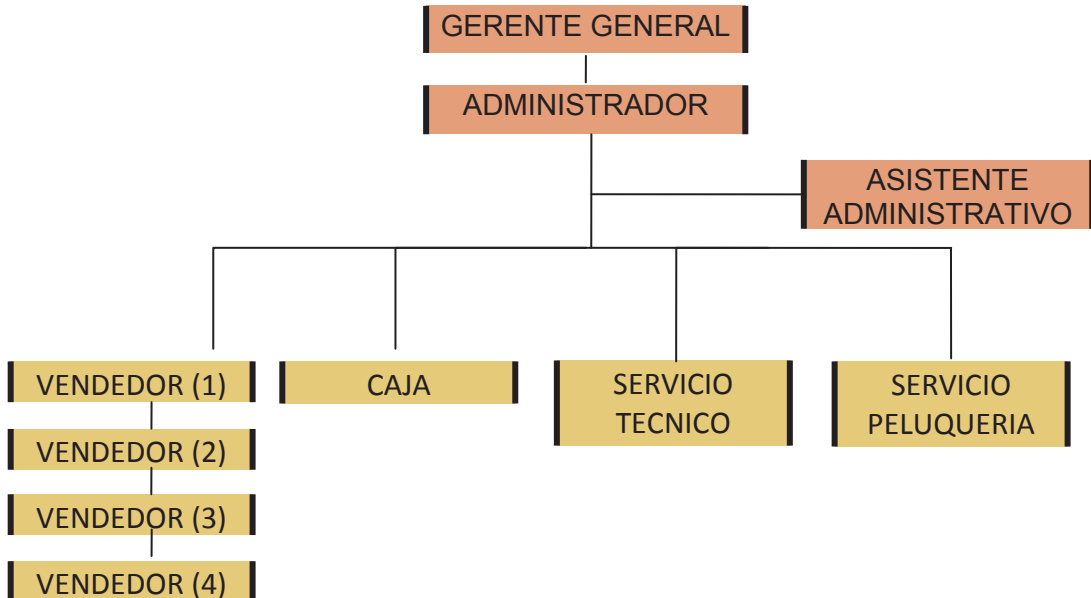 GERENTE GENERAL
ADMINISTRADOR
ASISTENTE
ADMINISTRATIVO
VENDEDOR (1)
CAJA
SERVICIO
TECNICO
SERVICIO
PELUQUERIA
VENDEDOR (2)
VENDEDOR (3)
VENDEDOR (4)